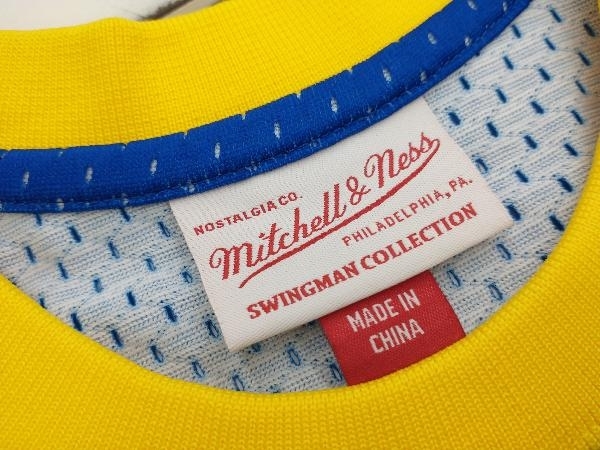 NOSTALGIA CO.
Mitchell & Ness
PHILADELPHIA, PA.
SWINGMAN COLLECTION
MADE IN
CHINA